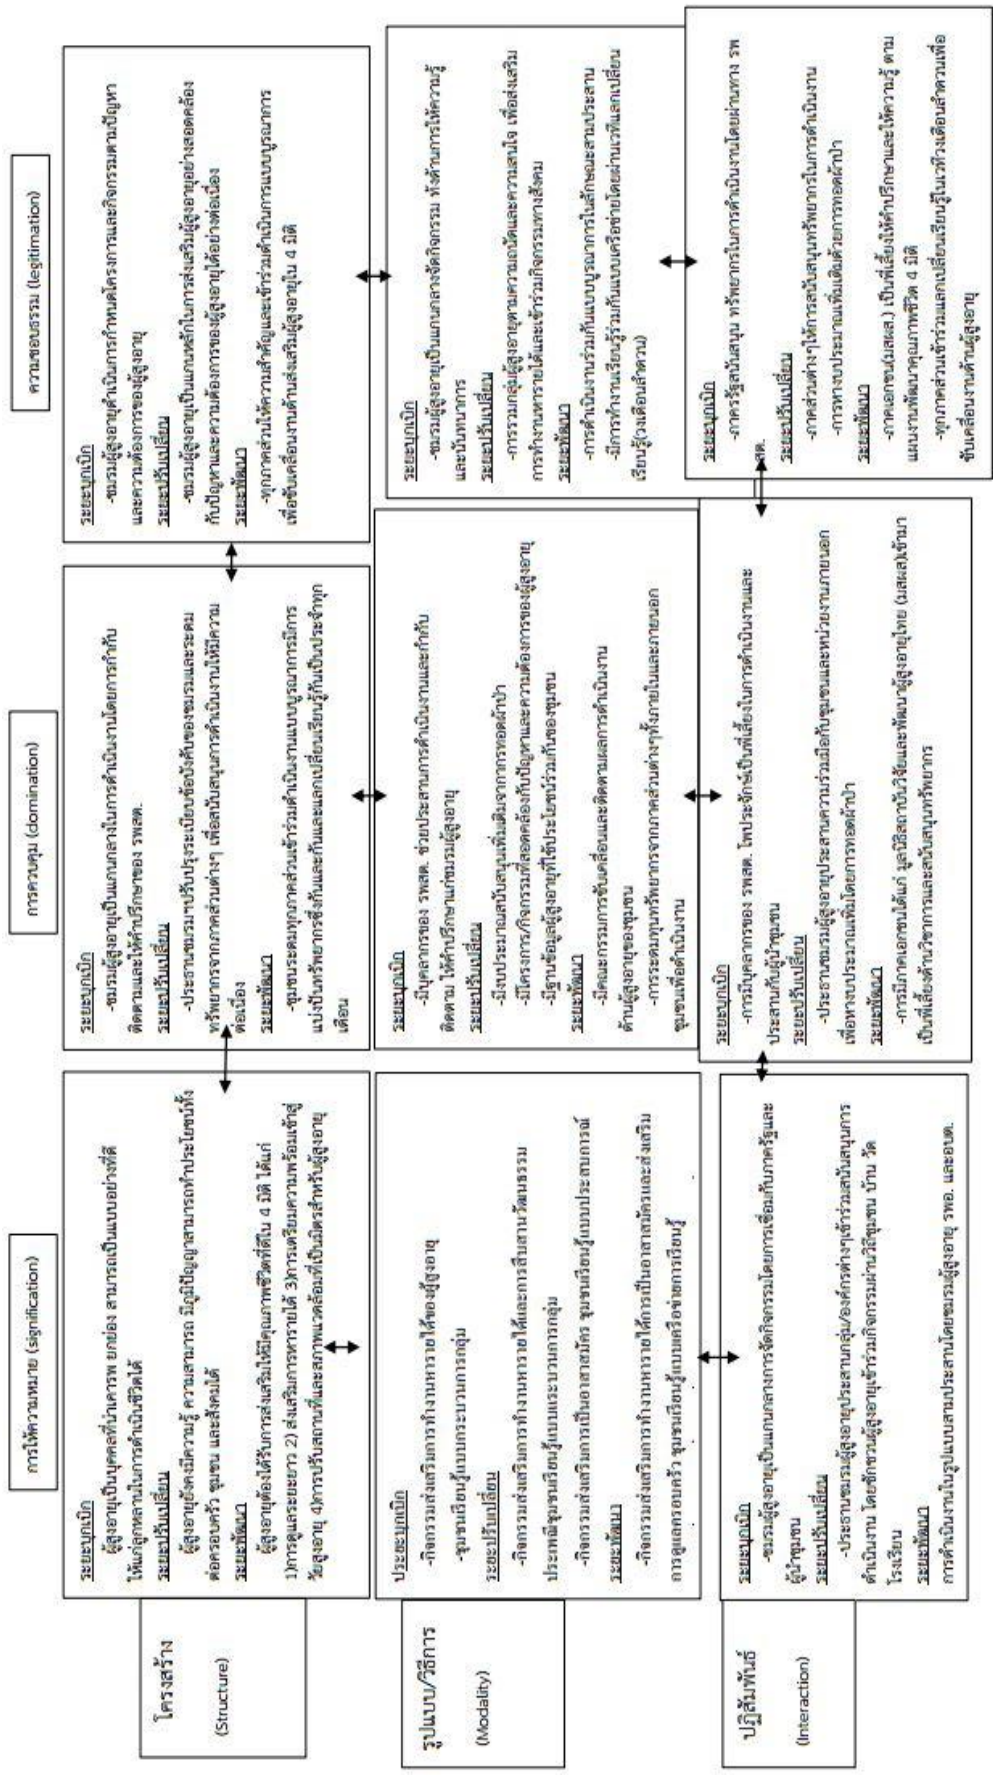 การให้ความหมาย (signification)
การควบคุม (domination)
ความชอบธรรม (legitimation)
โครงสร้าง
(Structure)
ระยะบุกเบิก
ผู้สูงอายุเป็นบุคคลที่น่าเคารพ ยกย่อง สามารถเป็นแบบอย่างที่ดี
ให้แก่ลูกหลานในการดำเนินชีวิตได้
ระยะปรับเปลี่ยน
ผู้สูงอายุยังคงมีความรู้ ความสามารถ มีภูมิปัญญาสามารถทำประโยชน์ทั้ง
ต่อครอบครัว ชุมชน และสังคมได้
ระยะพัฒนา
ผู้สูงอายุต้องได้รับการส่งเสริมให้มีคุณภาพชีวิตที่ดีใน 4 มิติ ได้แก่
1)การดูแลระยะยาว 2) ส่งเสริมการหารายได้ 3)การเตรียมความพร้อมเข้าสู่
วัยสูงอายุ 4)การปรับสถานที่และสภาพแวดล้อมที่เป็นมิตรสำหรับผู้สูงอายุ
ระยะบุกเบิก
-ชมรมผู้สูงอายุเป็นแกนกลางในการดำเนินงานโดยการกำกับ
ติดตามและให้คำปรึกษาของ รพสต.
ระยะปรับเปลี่ยน
-ประธานชมรมฯปรับปรุงระเบียบข้อบังคับของชมรมและระดม
ทรัพยากรจากภาคส่วนต่างๆ เพื่อสนับสนุนการดำเนินงานให้มีความ
ต่อเนื่อง
ระยะพัฒนา
-ชุมชนระดมทุกภาคส่วนเข้าร่วมดำเนินงานแบบบูรณาการมีการ
แบ่งปันทรัพยากรซึ่งกันและกันและแลกเปลี่ยนเรียนรู้กันเป็นประจำทุก
เดือน
ระยะบุกเบิก
-ชมรมผู้สูงอายุดำเนินการกำหนดโครงการและกิจกรรมตามปัญหา
และความต้องการของผู้สูงอายุ
ระยะปรับเปลี่ยน
-ชมรมผู้สูงอายุเป็นแกนหลักในการส่งเสริมผู้สูงอายุอย่างสอดคล้อง
กับปัญหาและความต้องการของผู้สูงอายุได้อย่างต่อเนื่อง
ระยะพัฒนา
-ทุกภาคส่วนให้ความสำคัญและเข้าร่วมดำเนินการแบบบูรณาการ
เพื่อขับเคลื่อนงานด้านส่งเสริมผู้สูงอายุใน 4 มิติ
รูปแบบ/วิธีการ
(Modality)
ประยะบุกเบิก
-กิจกรรมส่งเสริมการทำงานหารายได้ของผู้สูงอายุ
-ชุมชนเรียนรู้แบบกระบวนการกลุ่ม
ระยะปรับเปลี่ยน
-กิจกรรมส่งเสริมการทำงานหารายได้และการสืบสานวัฒนธรรม
ประเพณีชุมชนเรียนรู้แบบแระบวนการกลุ่ม
-กิจกรรมส่งเสริมการเป็นอาสาสมัคร ชุมชนเรียนรู้แบบประสบการณ์
ระยะพัฒนา
-กิจกรรมส่งเสริมการทำงานหารายได้การเป็นอาสาสมัครและส่งเสริม
การดูแลครอบครัว ชุมชนเรียนรู้แบบเครือข่ายการเรียนรู้
ระยะบุกเบิก
-มีบุคลากรของ รพสต. ช่วยประสานการดำเนินงานและกำกับ
ติดตาม ให้คำปรึกษาแก่ชมรมผู้สูงอายุ
ระยะปรับเปลี่ยน
-มีงบประมาณสนับสนุนเพิ่มเติมจากการทอดผ้าป่า
-มีโครงการ/กิจกรรมที่สอดคล้องกับปัญหาและความต้องการของผู้สูงอายุ
-มีฐานข้อมูลผู้สูงอายุที่ใช้ประโยชน์ร่วมกันของชุมชน
ระยะพัฒนา
-มีคณะกรรมการขับเคลื่อนและติดตามผลการดำเนินงาน
ด้านผู้สูงอายุของชุมชน
-การระดมทุนทรัพยากรจากภาคส่วนต่างๆทั้งภายในและภายนอก
ชุมชนเพื่อดำเนินงาน
ระยะบุกเบิก
-ชมรมผู้สูงอายุเป็นแกนกลางจัดกิจกรรม ทั้งด้านการให้ความรู้
และนันทนาการ
ระยะปรับเปลี่ยน
-การรวมกลุ่มผู้สูงอายุตามความถนัดและความสนใจ เพื่อส่งเสริม
การทำงานหารายได้และเข้าร่วมกิจกรรมทางสังคม
ระยะพัฒนา
-การดำเนินงานร่วมกันแบบบูรณาการในลักษณะสามประสาน
-มีการทำงานเรียนรู้ร่วมกันแบบเครือข่ายโดยผ่านเวทีแลกเปลี่ยน
เรียนรู้(วงเดือนลำดวน)
ปฏิสัมพันธ์
(Interaction)
ระยะบุกเบิก
-ชมรมผู้สูงอายุเป็นแกนกลางการจัดกิจกรรมโดยการเชื่อมกับภาครัฐและ
ผู้นำชุมชน
ระยะปรับเปลี่ยน
-ประธานชมรมผู้สูงอายุประสานกลุ่ม/องค์กรต่างๆเข้าร่วมสนับสนุนการ
ดำเนินงาน โดยชักชวนผู้สูงอายุเข้าร่วมกิจกรรมผ่านวิถีชุมชน บ้าน วัด
โรงเรียน
ระยะพัฒนา
การดำเนินงานในรูปแบบสามประสานโดยชมรมผู้สูงอายุ รพอ. และอบต.
ระยะบุกเบิก
-การมีบุคลากรของ รพสต. โพประจักษ์เป็นพี่เลี้ยงในการดำเนินงานและ
ประสานกับผู้นำชุมชน
ระยะปรับเปลี่ยน
-ประธานชมรมผู้สูงอายุประสานความร่วมมือกับชุมชนและหน่วยงานภายนอก
เพื่อหางบประมาณเพิ่มโดยการทอดผ้าป่า
ระยะพัฒนา
-การมีภาคเอกชนได้แก่ มูลนิธิสถาบันวิจัยและพัฒนาผู้สูงอายุไทย (มสผส)เข้ามา
เป็นพี่เลี้ยงด้านวิชาการและสนับสนุนทรัพยากร
ระยะบุกเบิก
-ภาครัฐสนับสนุน ทรัพยากรในการดำเนินงานโดยผ่านทาง รพ
สต.
ระยะปรับเปลี่ยน
-ภาคส่วนต่างๆให้การสนับสนุนทรัพยากรในการดำเนินงาน
-การหางบประมาณเพิ่มเติมด้วยการทอดผ้าป่า
ระยะพัฒนา
-ภาคเอกชน(มสผส.) เป็นพี่เลี้ยงให้คำปรึกษาและให้ความรู้ ตาม
แผนงานพัฒนาคุณภาพชีวิต 4 มิติ
-ทุกภาคส่วนเข้าร่วมแลกเปลี่ยนเรียนรู้ในเวทีวงเดือนลำดวนเพื่อ
ขับเคลื่อนงานด้านผู้สูงอายุ